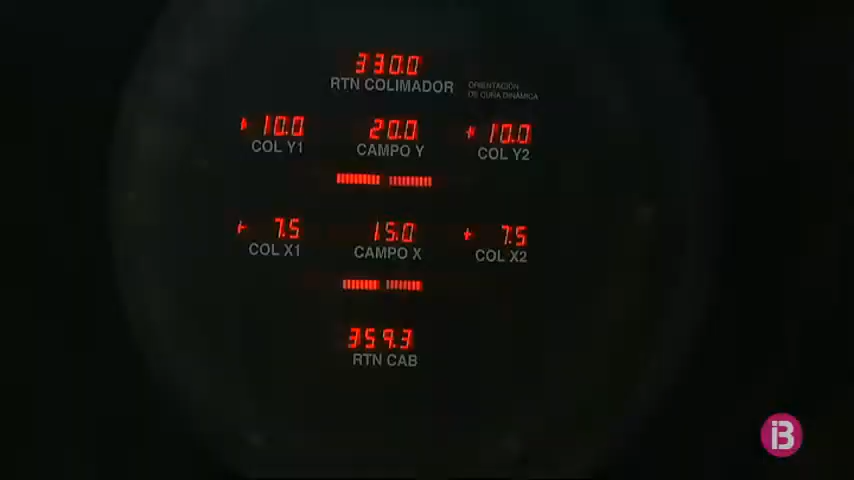 330.0
RTN COLIMADOR
ORIENTACIÓN
DE CUÑA DINÁMICA
10.0 20.0 + 10.0
COL Y1 CAMPO Y COL Y2
+ 7.5 15.0 + 7.5
COL X1 CAMPO X COL X2
359.3
RTN CAB
iB